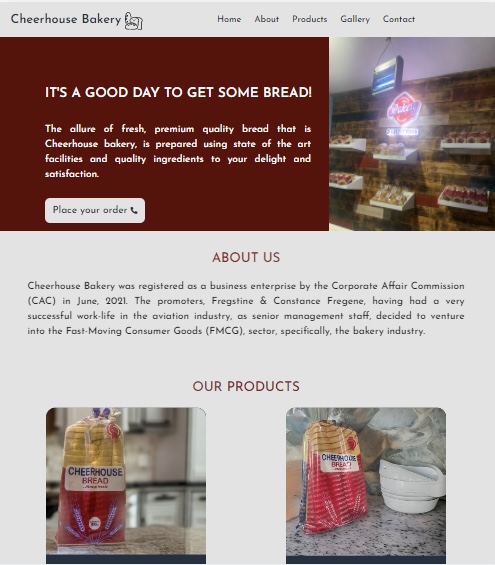 Cheerhouse Bakery
Home About Products Gallery Contact
IT'S A GOOD DAY TO GET SOME BREAD!
The allure of fresh, premium quality bread that is
Cheerhouse bakery, is prepared using state of the art
facilities and quality ingredients to your delight and
satisfaction.
Place your order
Bakery
ABOUT US
Cheerhouse Bakery was registered as a business enterprise by the Corporate Affair Commission
(CAC) in June, 2021. The promoters, Fregstine & Constance Fregene, having had a very
successful work-life in the aviation industry, as senior management staff, decided to venture
into the Fast-Moving Consumer Goods (FMCG), sector, specifically, the bakery industry.
OUR PRODUCTS
CHEERHOUSE
BREAD
CHEERHOUSE
BREAD